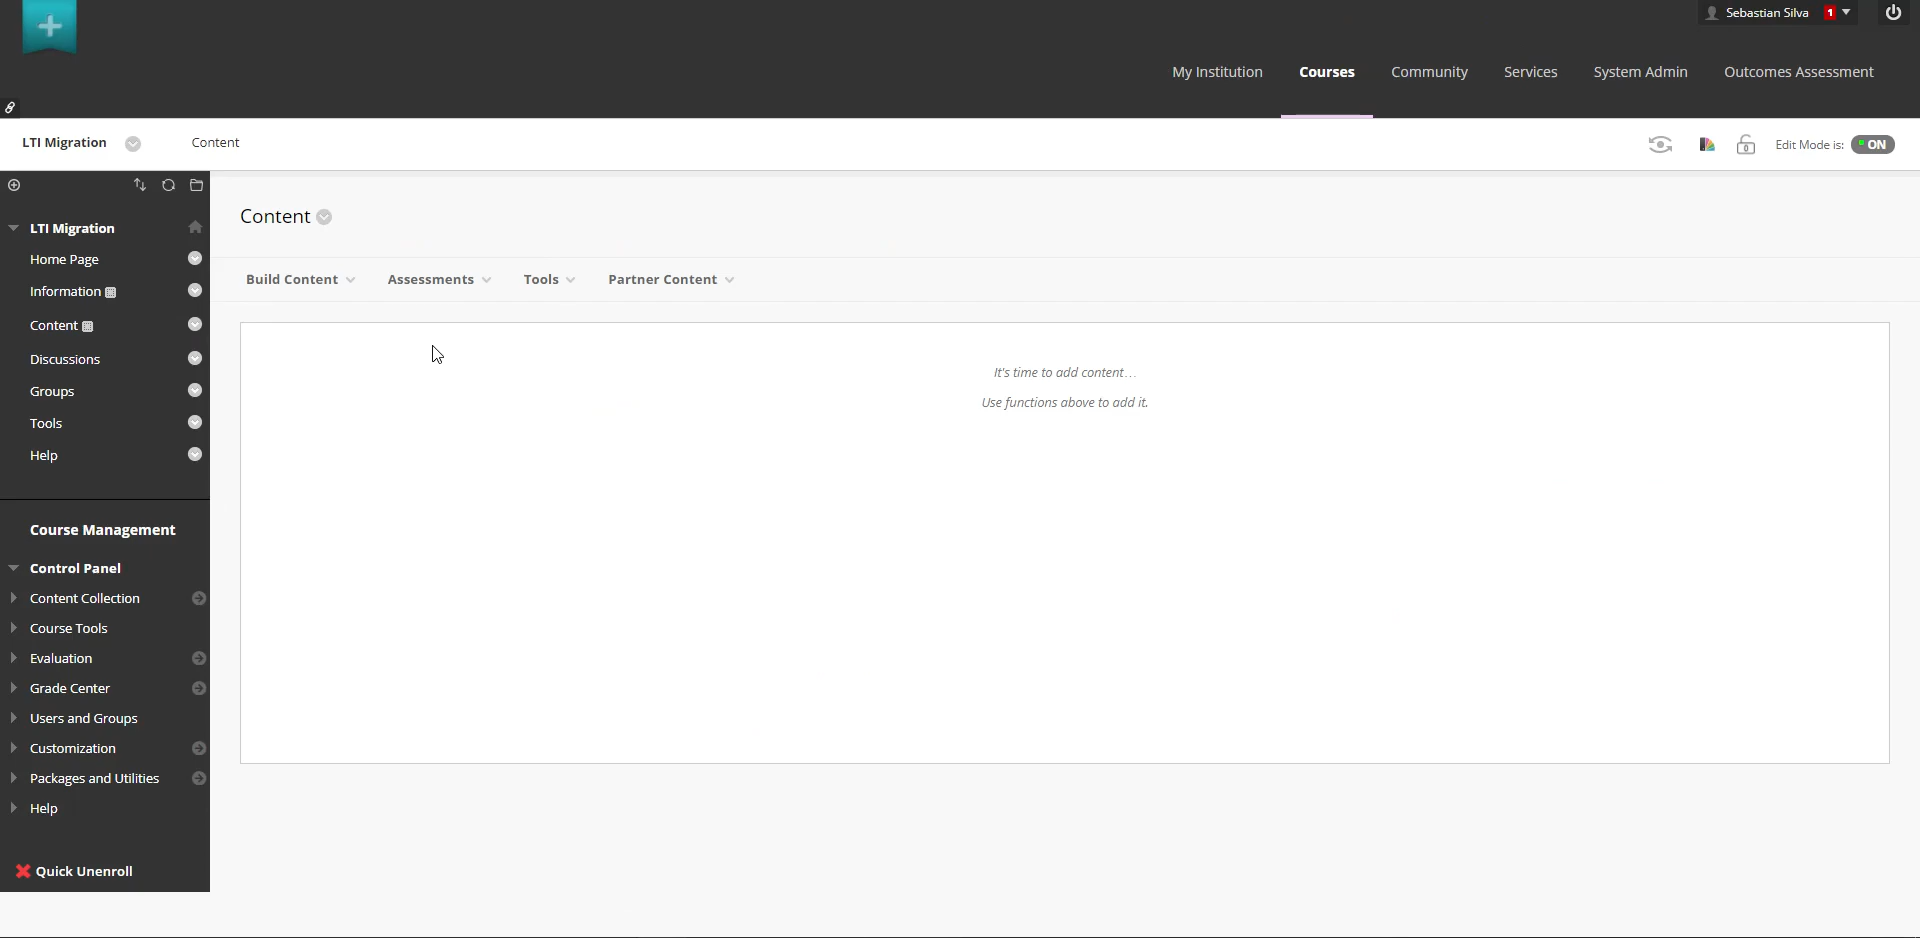 Sebastian Silva 1
My Institution Courses Community Services System Admin Outcomes Assessment
LTI Migration Content Edit Mode is: ON
LTI Migration
Home Page
Information
Content
Discussions
Groups
Tools
Help
Course Management
Control Panel
Content Collection
Course Tools
Evaluation
Grade Center
Users and Groups
Customization
Packages and Utilities
Help
Quick Unenroll
Content
Build Content Assessments Tools Partner Content
It's time to add content...
Use functions above to add it.